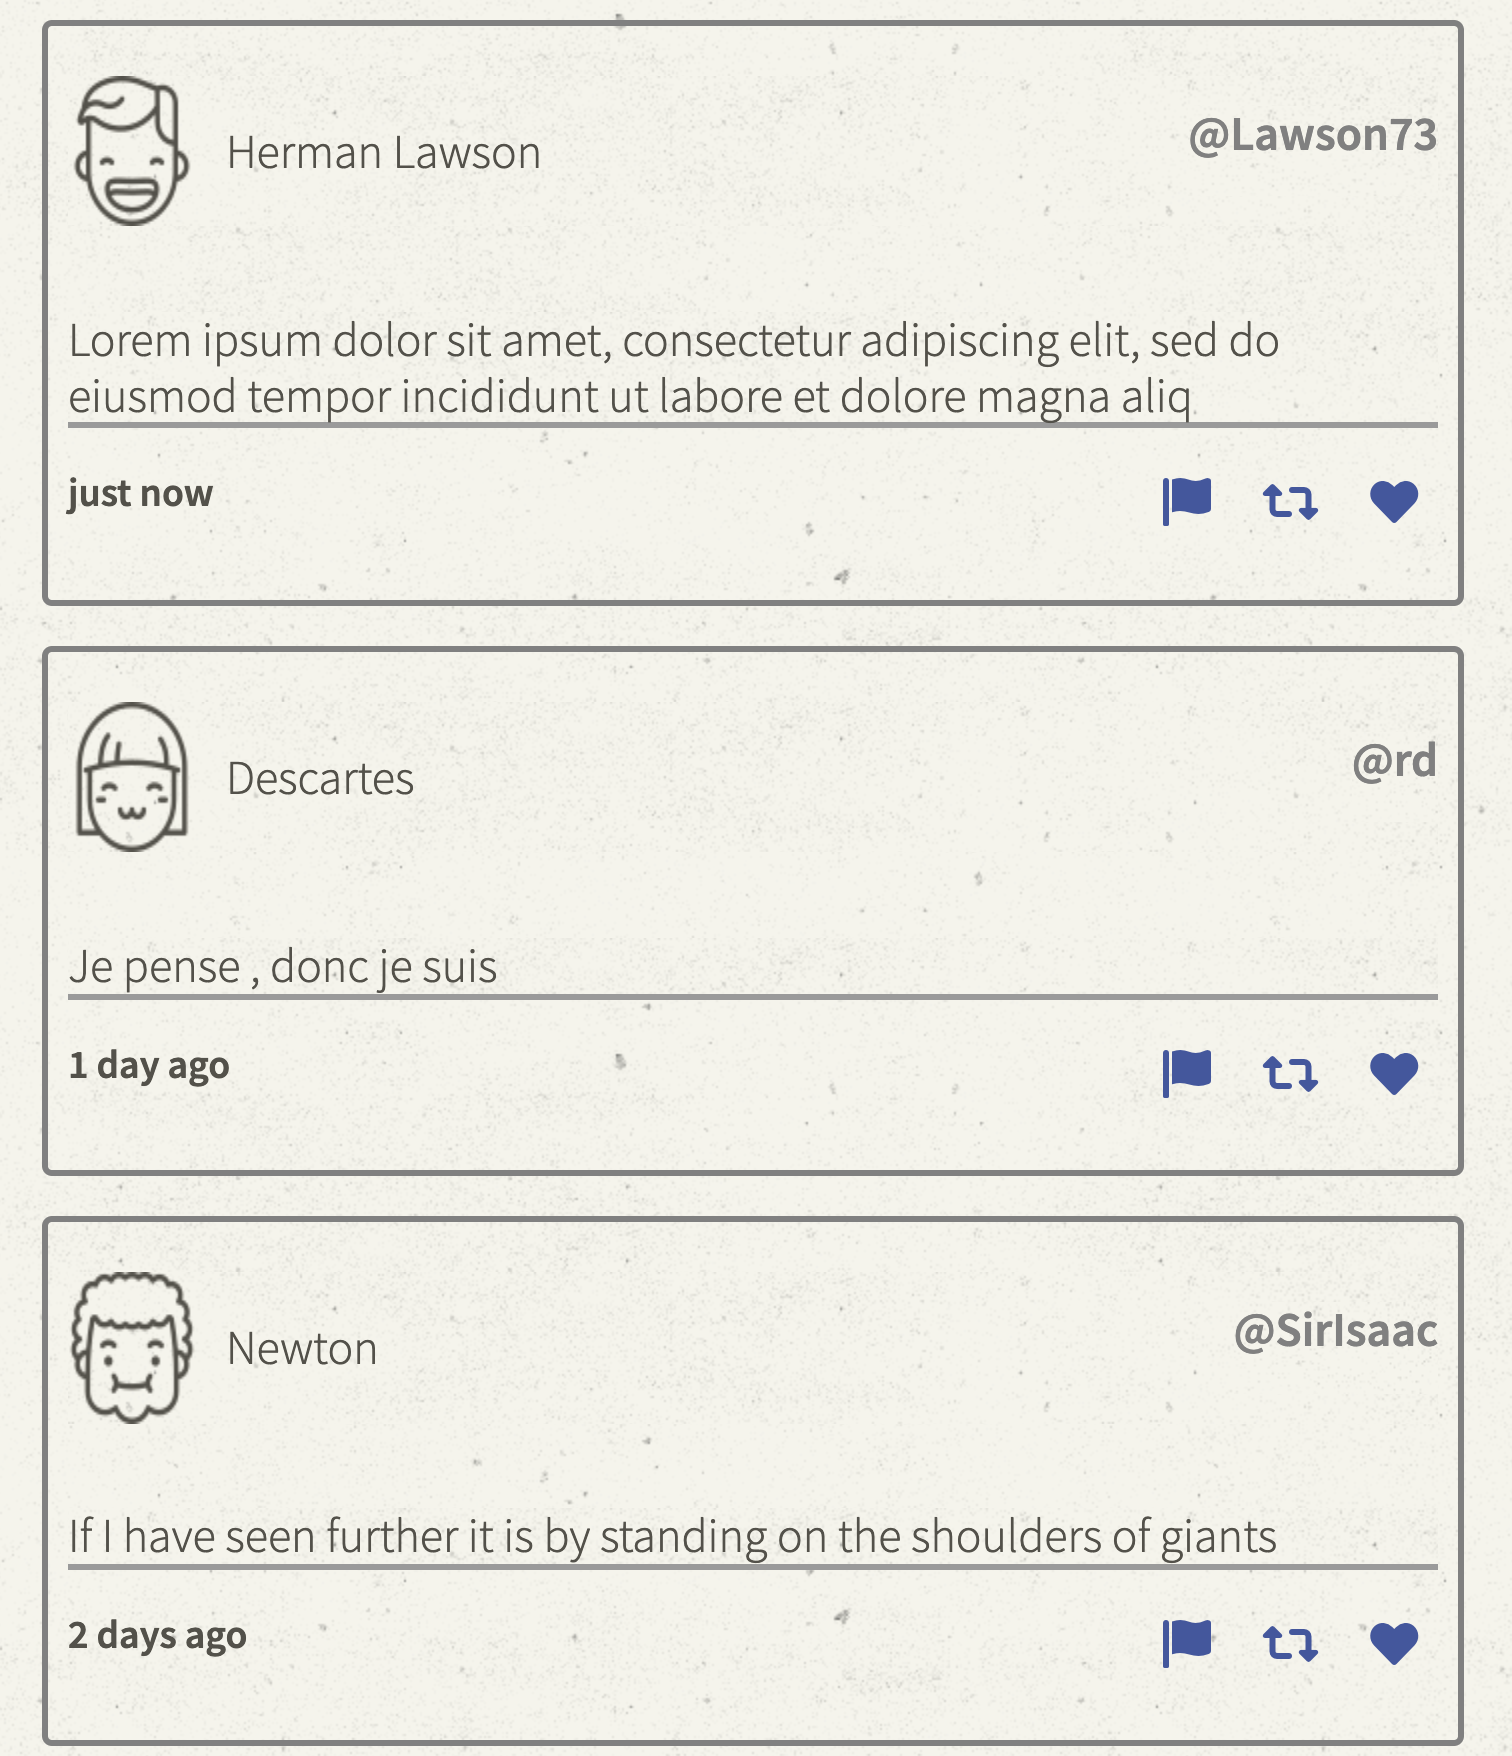 Herman Lawson
@Lawson73
Lorem ipsum dolor sit amet, consectetur adipiscing elit, sed do
eiusmod tempor incididunt ut labore et dolore magna aliq
just now
Descartes
@rd
Je pense , donc je suis
1 day ago
Newton
@SirIsaac
If I have seen further it is by standing on the shoulders of giants
2 days ago